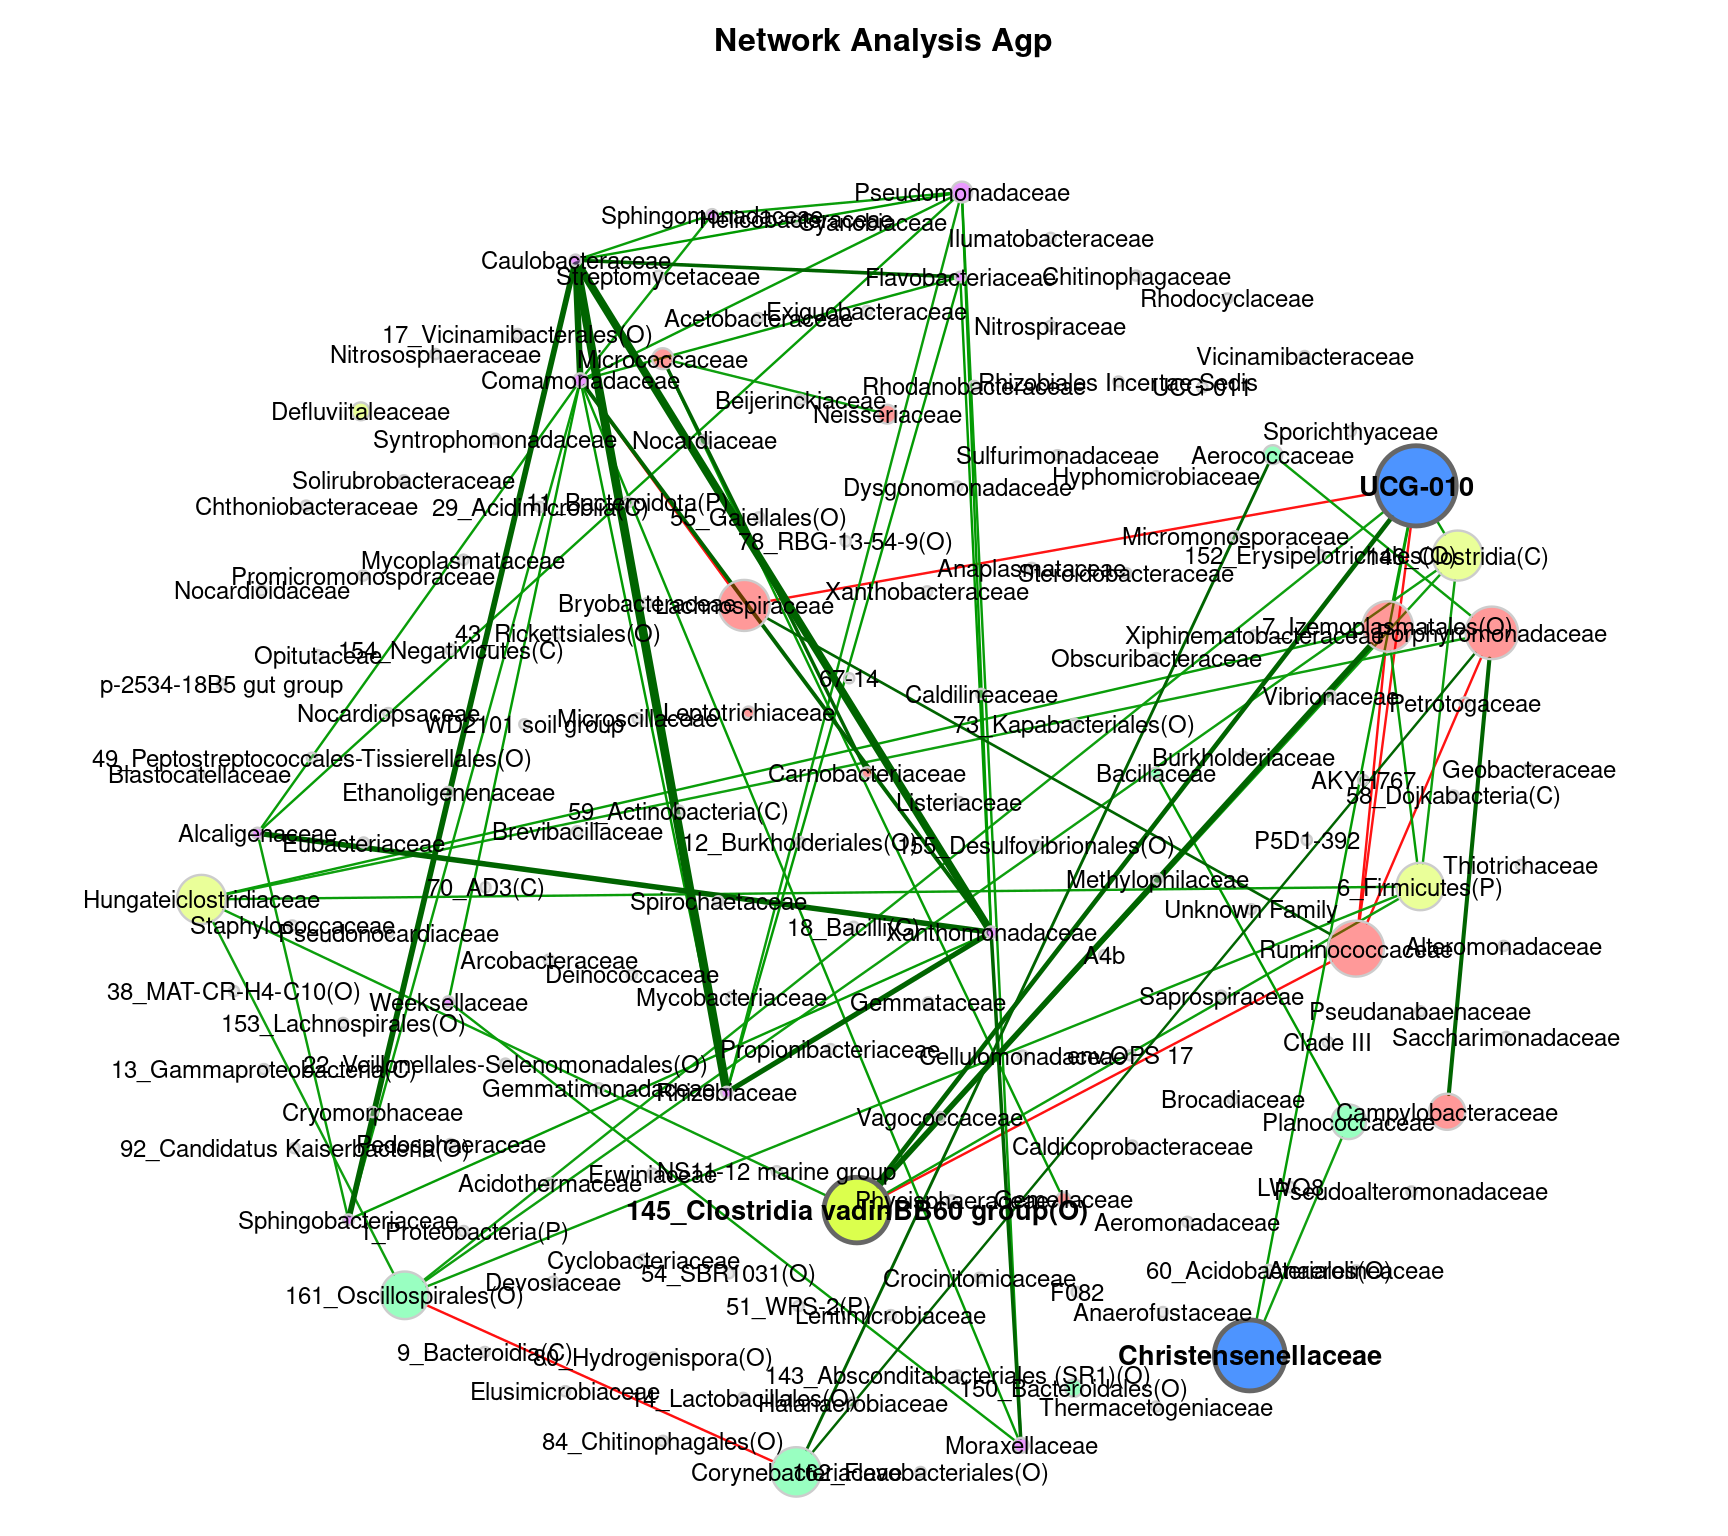 Network Analysis Agp
Pseudomonadaceae
Sphingomonadaceae
Helicobacteraceae
Cyanobiaceae
Ilumatobacteraceae
Caulobacteraceae
Streptomycetaceae
Flavobacteriaceae
Chitinophagaceae
Rhodocyclaceae
Exiguobacteraceae
Acetobacteraceae
Nitrospiraceae
17_Vicinamibacterales(O)
Nitrososphaeraceae
Micrococcaceae
Vicinamibacteraceae
Comamonadaceae
Rhodanobacteraceae
Rhizobiales Incertae Sedis
UCG-011
Beijerinckiaceae
Neisseriaceae
Defluviitaleaceae
Syntrophomonadaceae
Nocardiaceae
Sporichthyaceae
Sulfurimonadaceae
Aerococcaceae
Hyphomicrobiaceae
Solirubrobacteraceae
Dysgonomonadaceae
UCG-010
Chthoniobacteraceae
29_Acidimicrobiia(C)
11_Bacteroidota(P)
55_Gaiellales(O)
78_RBG-13-54-9(O)
Micromonosporaceae
152_Erysipelotrichales(O)
146_Clostridia(C)
Mycoplasmataceae
Promicromonosporaceae
Nocardioidaceae
Anaplasmataceae
Steroidobacteraceae
Xanthobacteraceae
Bryobacteraceae
Lachnospiraceae
43_Rickettsiales(O)
7_Izemoplasmatales(O)
Xiphinematobacteraceae
Porphyromonadaceae
154_Negativicutes(C)
Opitutaceae
Obscuribacteraceae
67-14
p-2534-18B5 gut group
Caldilineaceae
Vibrionaceae
Petrotogaceae
Nocardiopsaceae
WD2101 soil group
Microscillaceae
Leptotrichiaceae
73_Kapabacteriales(O)
49_Peptostreptococcales-Tissierellales(O)
Blastocatellaceae
Burkholderiaceae
Carnobacteriaceae
Bacillaceae
AKYH767
Geobacteraceae
58_Dojkabacteria(C)
Ethanoligenenaceae
Listeriaceae
59_Actinobacteria(C)
Alcaligenaceae
Eubacteriaceae
Brevibacillaceae
12_Burkholderiales(O)
155_Desulfovibrionales(O)
P5D1-392
Thiotrichaceae
Methylophilaceae
6_Firmicutes(P)
70_AD3(C)
Hungateiclostridiaceae
Spirochaetaceae
Unknown Family
Staphylococcaceae
Pseudonocardiaceae
18_Bacilli(C)
Xanthomonadaceae
Ruminococcaceae
Alteromonadaceae
A4b
Arcobacteraceae
Deinococcaceae
38_MAT-CR-H4-C10(O)
Weeksellaceae
Mycobacteriaceae
Gemmataceae
Saprospiraceae
Pseudanabaenaceae
153_Lachnospirales(O)
Saccharimonadaceae
Clade III
Propionibacteriaceae
Cellulomonadaceae
env.OPS 17
13_Gammaproteobacteria(C)
22_Veillonellales-Selenomonadales(O)
Gemmatimonadaceae
Rhizobiaceae
Brocadiaceae
Cryomorphaceae
Vagococcaceae
Planococcaceae
Campylobacteraceae
92_Candidatus Kaiserbacteria(O)
Pedosphaeraceae
Caldicoprobacteraceae
Erwiniaceae
NS11-12 marine group
Acidothermaceae
LWO8
Pseudoalteromonadaceae
Phycisphaeraceae
Gemellaceae
145_Clostridia vadinBB60 group(O)
Sphingobacteriaceae
1_Proteobacteria(P)
Aeromonadaceae
Cyclobacteriaceae
54_SBR1031(O)
Devosiaceae
Crocinitomicaceae
60_Acidobacteriales(O)
Anaerolineaceae
F082
161_Oscillospirales(O)
51_WPS-2(P)
Lentimicrobiaceae
Anaerofustaceae
9_Bacteroidia(C)
80_Hydrogenispora(O)
Christensenellaceae
143_Absconditabacteriales (SR1)(O)
150_Bacteroidales(O)
Elusimicrobiaceae
14_Lactobacillales(O)
Halanaerobiaceae
Thermacetogeniaceae
84_Chitinophagales(O)
Moraxellaceae
Corynebacteriaceae
162_Flavobacteriales(O)